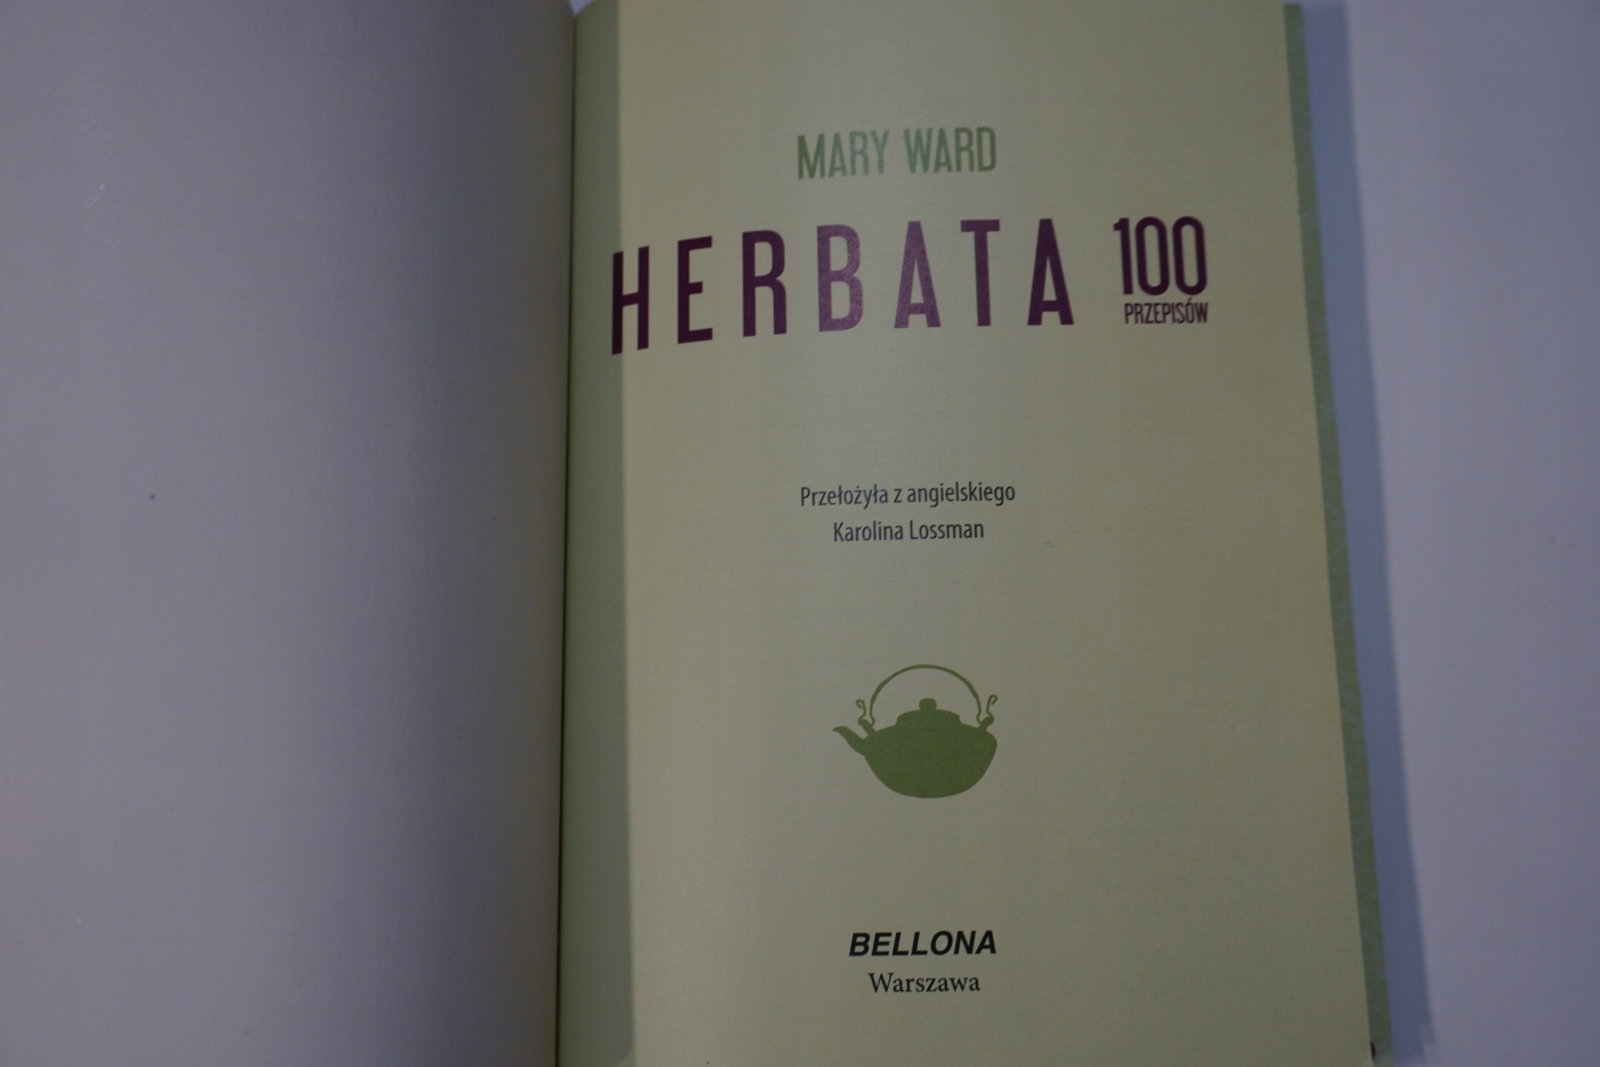 MARY WARD
HERBATA 100
PRZEPISÓW
Przełożyła z angielskiego
Karolina Lossman
BELLONA
Warszawa